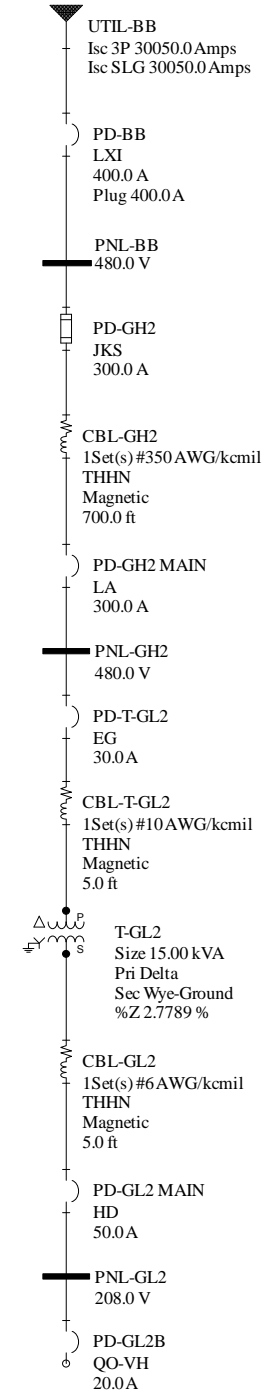 UTIL-BB
Isc 3P 30050.0 Amps
Isc SLG 30050.0 Amps
PD-BB
LXI
400.0 A
Plug 400.0 A
PNL-BB
480.0 V
PD-GH2
JKS
300.0 A
CBL-GH2
1Set(s) #350 AWG/kcmil
THHN
Magnetic
700.0 ft
PD-GH2 MAIN
LA
300.0 A
PNL-GH2
480.0 V
PD-T-GL2
EG
30.0 A
CBL-T-GL2
1Set(s) #10 AWG/kcmil
THHN
Magnetic
5.0 ft
P
S
T-GL2
Size 15.00 kVA
Pri Delta
Sec Wye-Ground
%Z 2.7789 %
CBL-GL2
1Set(s) #6 AWG/kcmil
THHN
Magnetic
5.0 ft
PD-GL2 MAIN
HD
50.0 A
PNL-GL2
208.0 V
PD-GL2B
QO-VH
20.0 A